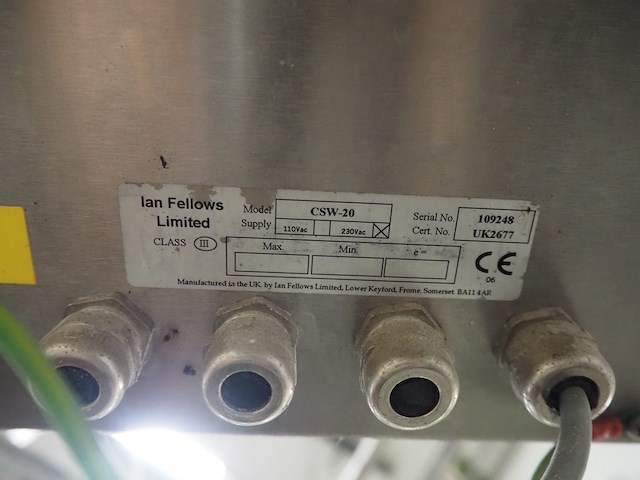 Ian Fellows
Limited
CLASS III
Model CSW-20
Supply 110Vac 230Vac
Serial No. 109248
Cert. No. UK2677
Max. Min. e=
CE
06
Manufactured in the UK, by Ian Fellows Limited, Lower Keyford, Frome, Somerset. BA11 4AR